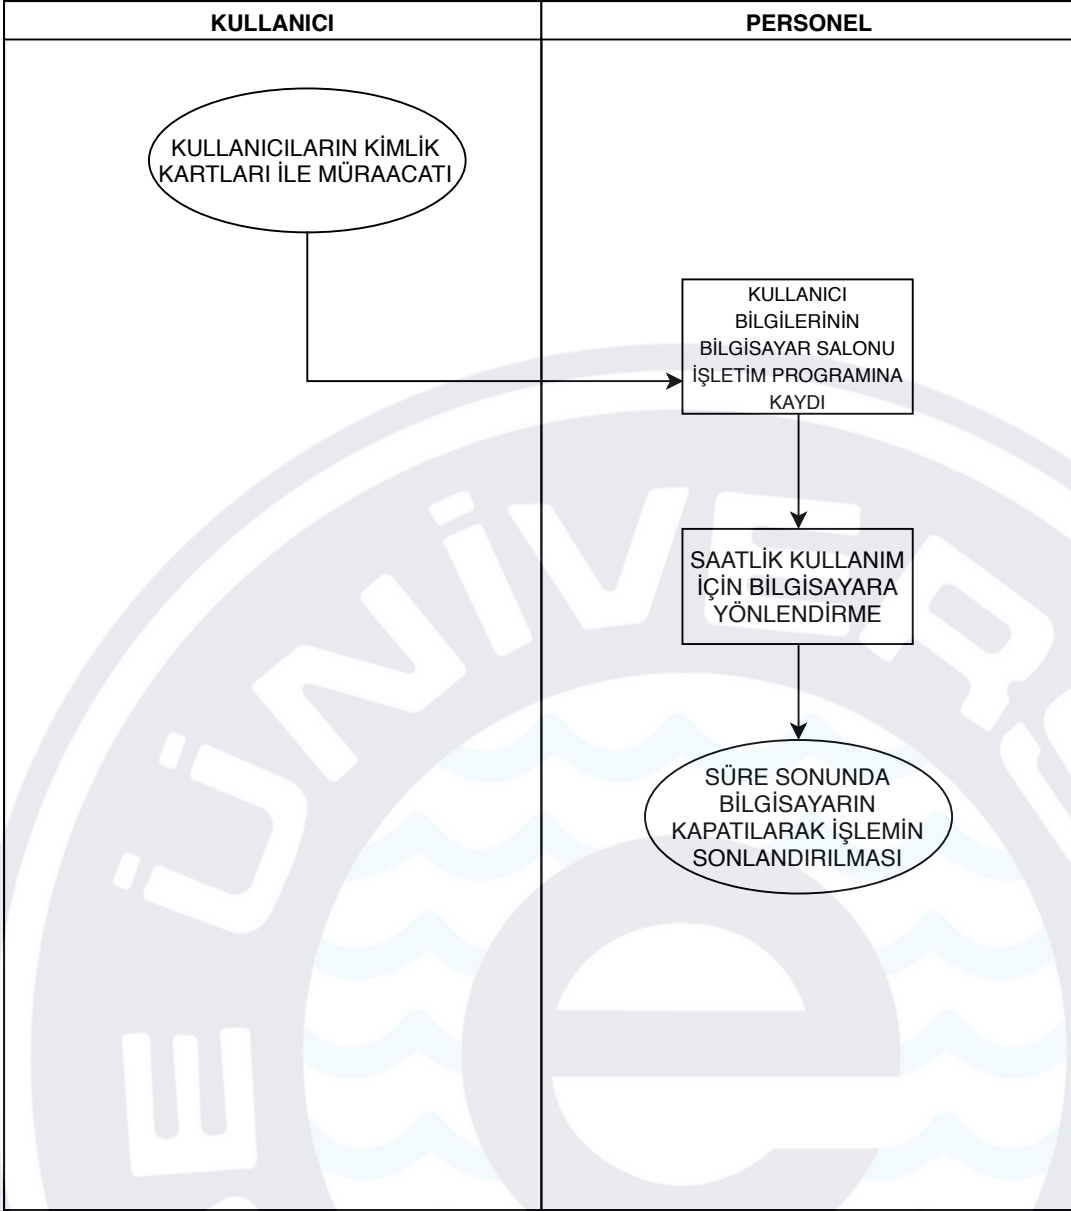 KULLANICI
PERSONEL
KULLANICILARIN KİMLİK
KARTLARI İLE MÜRAACATI
KULLANICI
BİLGİLERİNİN
BİLGİSAYAR SALONU
İŞLETİM PROGRAMINA
KAYDI
SAATLİK KULLANIM
İÇİN BİLGİSAYARA
YÖNLENDİRME
SÜRE SONUNDA
BİLGİSAYARIN
KAPATILARAK İŞLEMİN
SONLANDIRILMASI